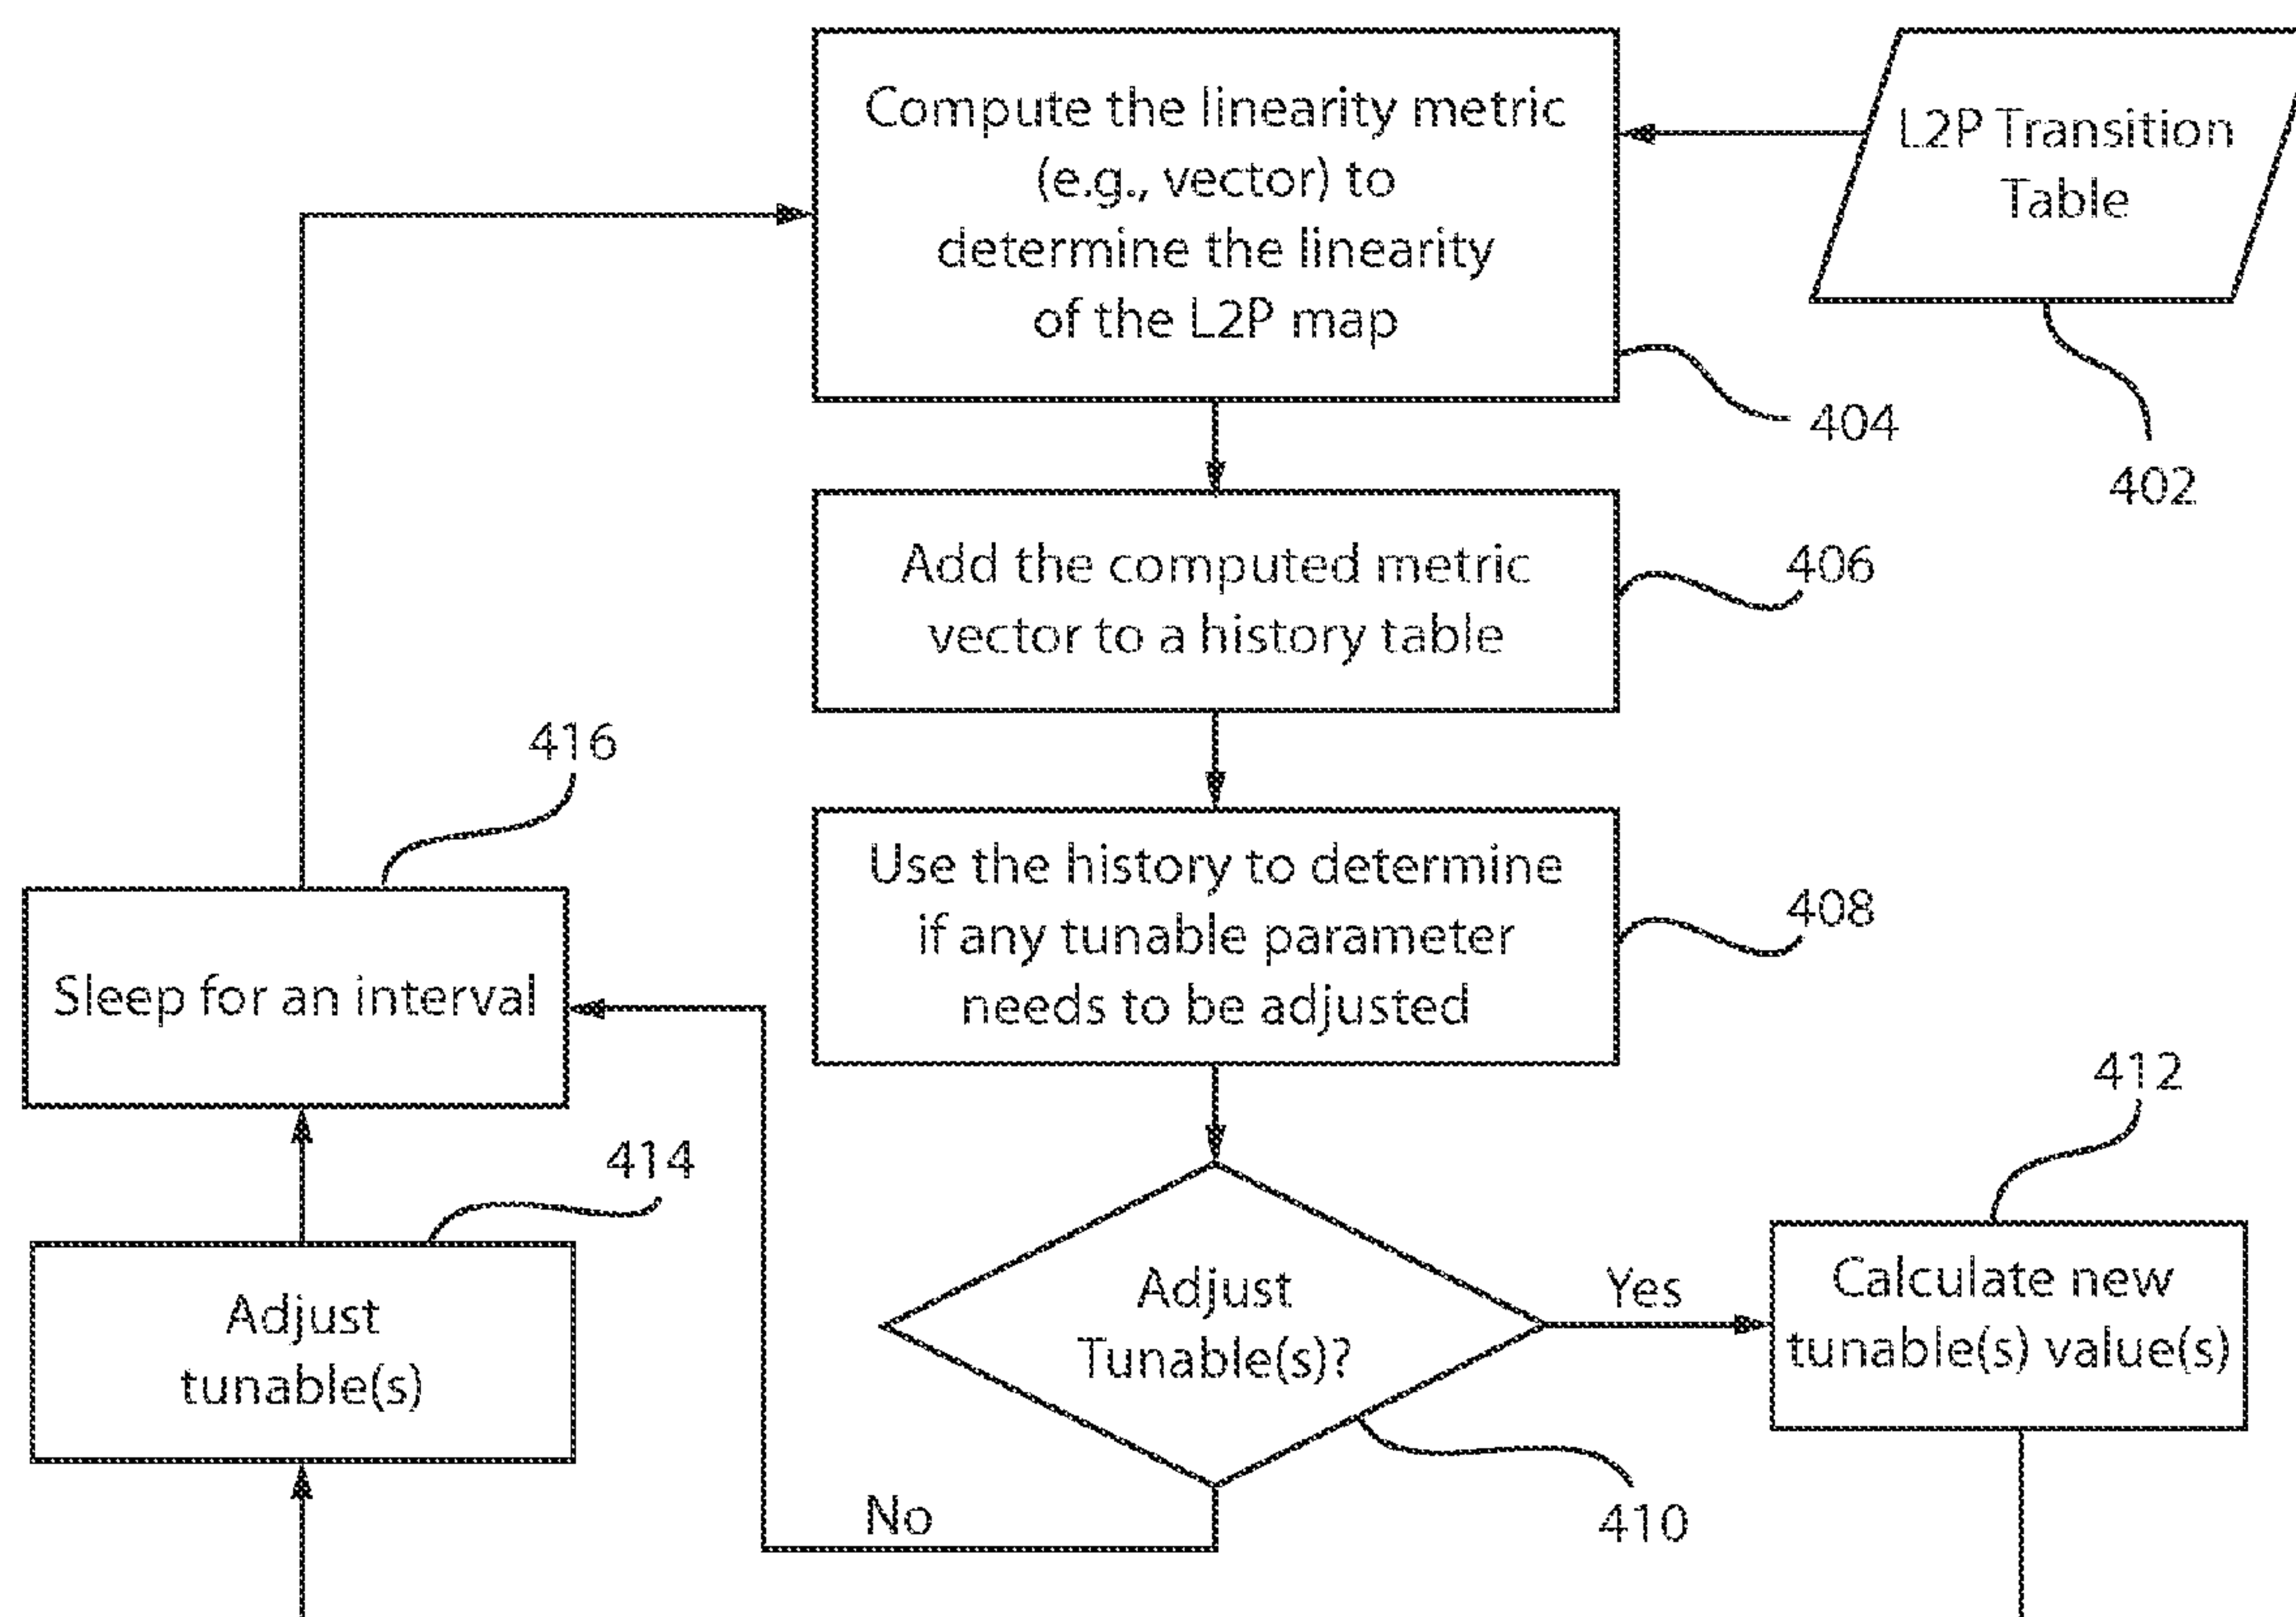 Compute the linearity metric
(e.g., vector) to
determine the linearity
of the L2P map
L2P Transition
Table
404
402
Add the computed metric
vector to a history table
406
416
Use the history to determine
if any tunable parameter
needs to be adjusted
408
Sleep for an interval
412
414
Adjust
tunable(s)
Adjust
Tunable(s)?
Yes
Calculate new
tunable(s) value(s)
No
410